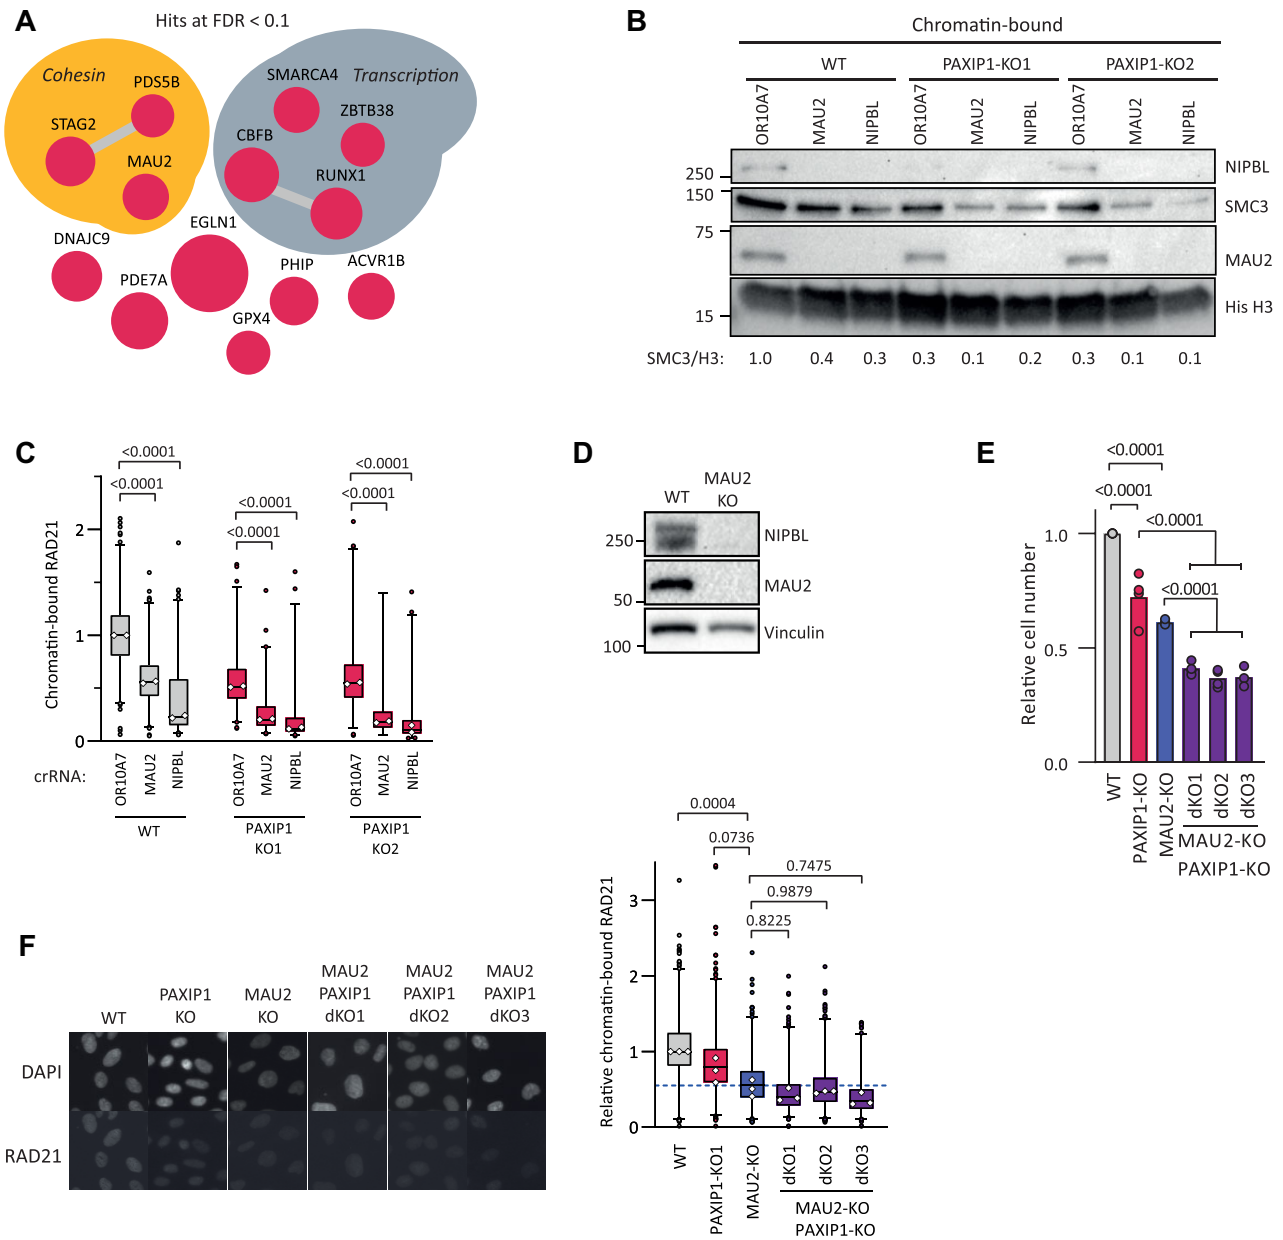 A
Hits at FDR < 0.1
Cohesin
Transcription
PDS5B
STAG2
MAU2
SMARCA4
ZBTB38
CBFB
RUNX1
EGLN1
DNAJC9
PDE7A
PHIP
ACVR1B
GPX4
B
Chromatin-bound
WT PAXIP1-KO1 PAXIP1-KO2
OR10A7 MAU2 NIPBL OR10A7 MAU2 NIPBL OR10A7 MAU2 NIPBL
250 NIPBL
150 SMC3
75 MAU2
15 His H3
SMC3/H3: 1.0 0.4 0.3 0.3 0.1 0.2 0.3 0.1 0.1
C
<0.0001
<0.0001
<0.0001
<0.0001
<0.0001
<0.0001
Chromatin-bound RAD21
2
1
0
crRNA:
OR10A7 MAU2 NIPBL OR10A7 MAU2 NIPBL OR10A7 MAU2 NIPBL
WT PAXIP1 KO1 PAXIP1 KO2
D
WT MAU2 KO
250 NIPBL
MAU2
50
Vinculin
100
E
<0.0001
<0.0001
<0.0001
<0.0001
Relative cell number
1.0
0.5
0.0
WT PAXIP1-KO MAU2-KO dKO1 dKO2 dKO3
MAU2-KO
PAXIP1-KO
F
WT
PAXIP1 KO
MAU2 KO
MAU2 PAXIP1 dKO1
MAU2 PAXIP1 dKO2
MAU2 PAXIP1 dKO3
DAPI
RAD21
0.0004
0.0736
0.7475
0.9879
0.8225
Relative chromatin-bound RAD21
3
2
1
0
WT PAXIP1-KO1 MAU2-KO dKO1 dKO2 dKO3
MAU2-KO
PAXIP1-KO